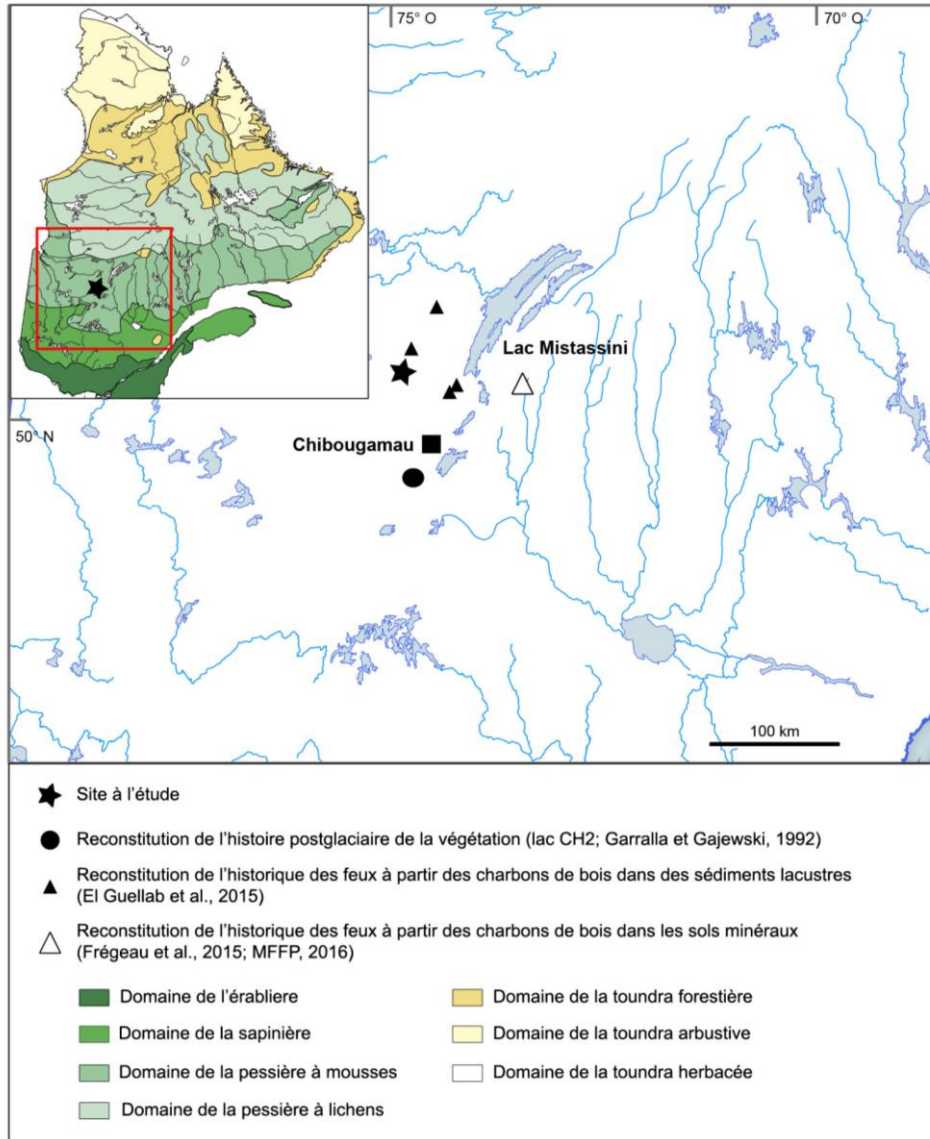 75° O
70° O
Lac Mistassini
50° N
Chibougamau
100 km
Site à l'étude
Reconstitution de l'histoire postglaciaire de la végétation (lac CH2; Garralla et Gajewski, 1992)
Reconstitution de l'historique des feux à partir des charbons de bois dans des sédiments lacustres
(El Guellab et al., 2015)
Reconstitution de l'historique des feux à partir des charbons de bois dans les sols minéraux
(Frégeau et al., 2015; MFFP, 2016)
Domaine de l'érabliere
Domaine de la sapinière
Domaine de la pessière à mousses
Domaine de la pessière à lichens
Domaine de la toundra forestière
Domaine de la toundra arbustive
Domaine de la toundra herbacée